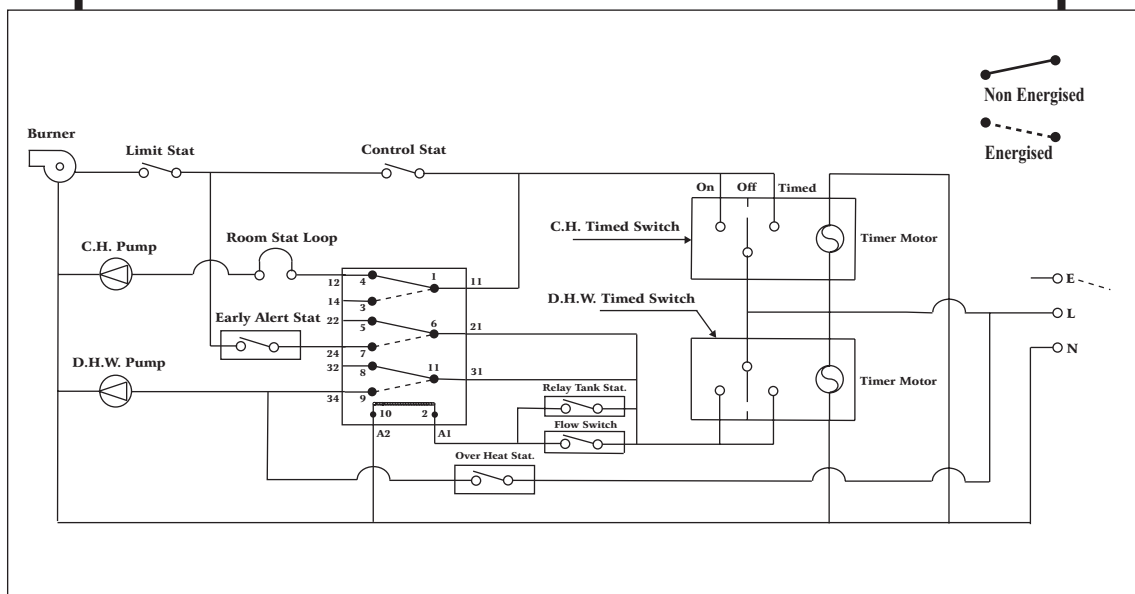 Non Energised
Energised
Burner
Limit Stat
Control Stat
On Off Timed
C.H. Pump
Room Stat Loop
C.H. Timed Switch
Timer Motor
12 4 1 11
14 3
E
D.H.W. Timed Switch
22 5 6 21
L
Early Alert Stat
24 7
N
D.H.W. Pump
32 8 11 31
Timer Motor
Relay Tank Stat.
34 9
10 2
Flow Switch
A2 A1
Over Heat Stat.